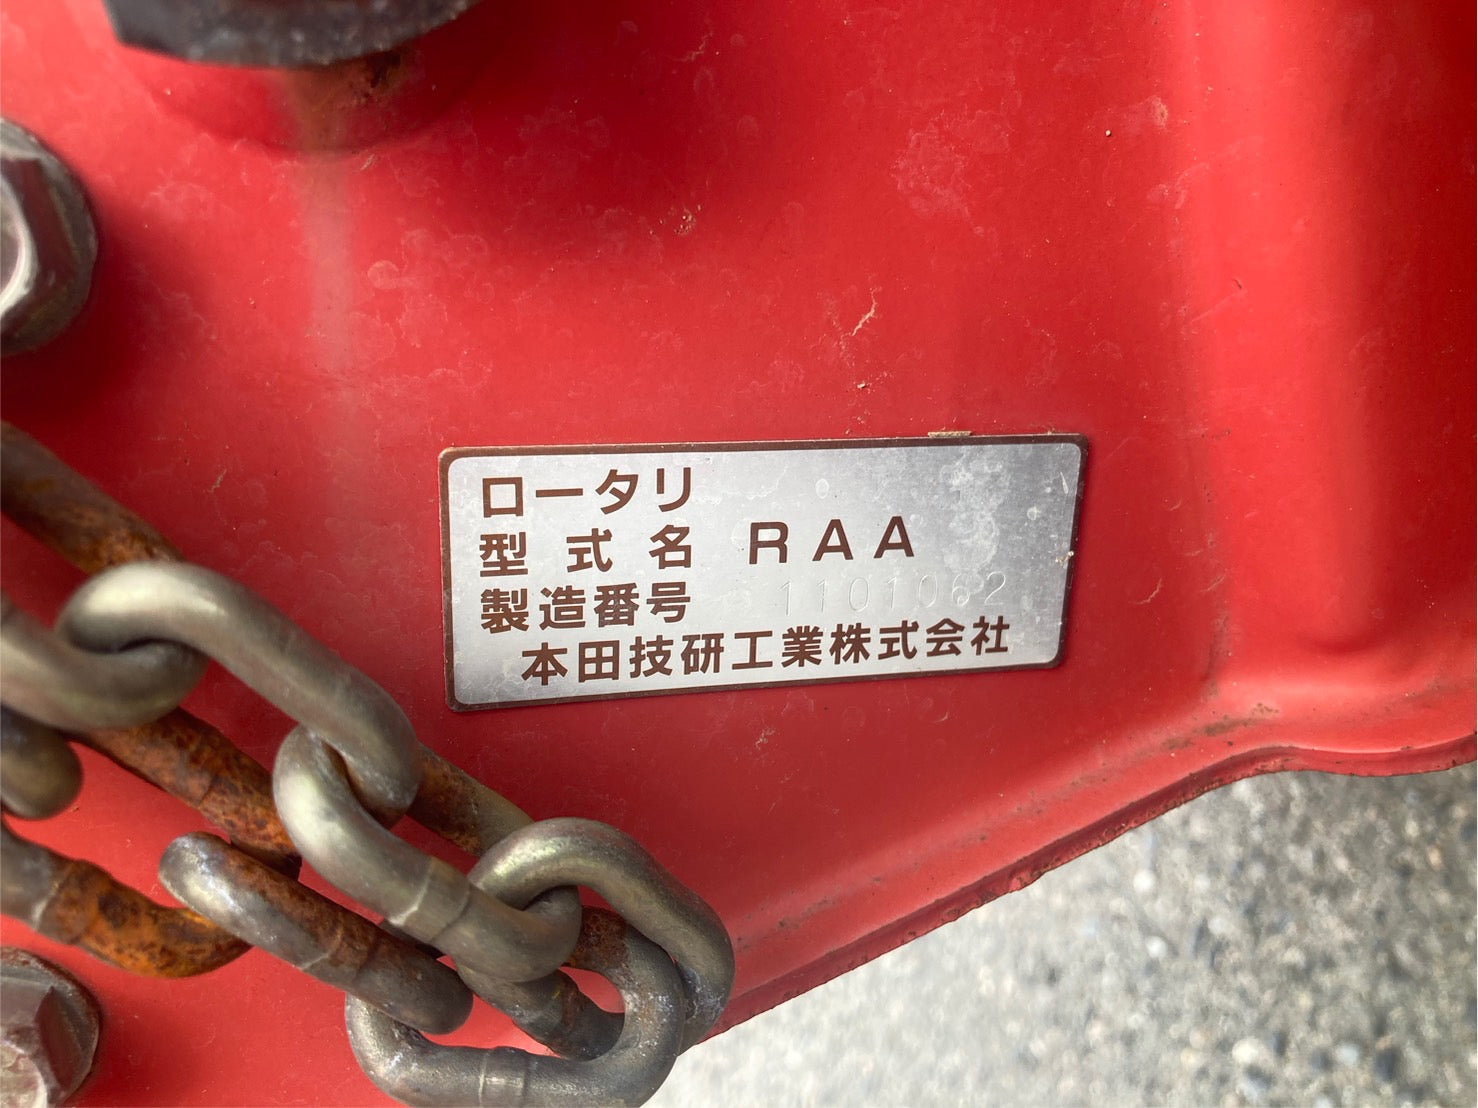 ロータリ
型式名 RAA
製造番号 1101062
本田技研工業株式会社